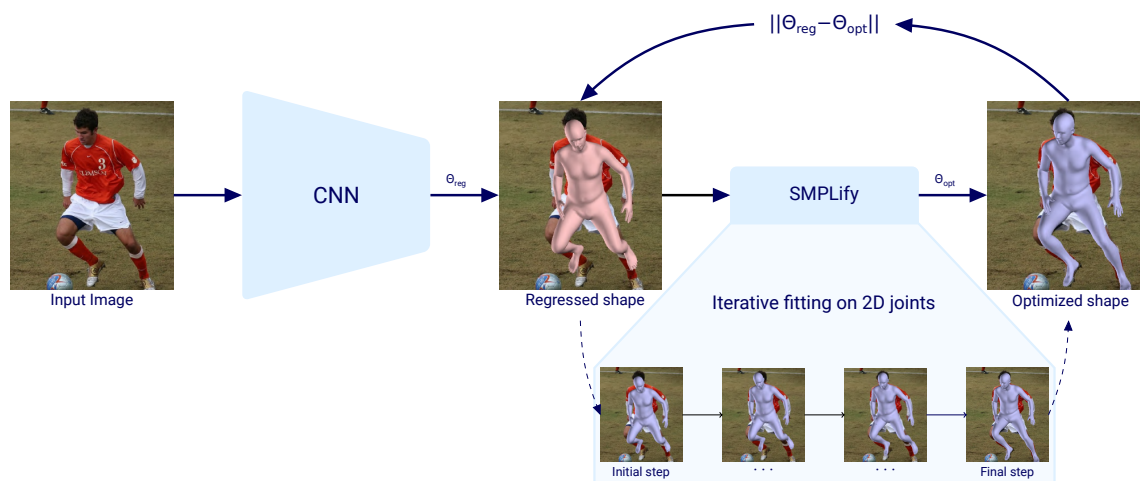 ||Θreg−Θopt||
3
CNN
Θreg
SMPLify
Θopt
Input Image
Regressed shape
Optimized shape
Iterative fitting on 2D joints
Initial step
...
...
Final step